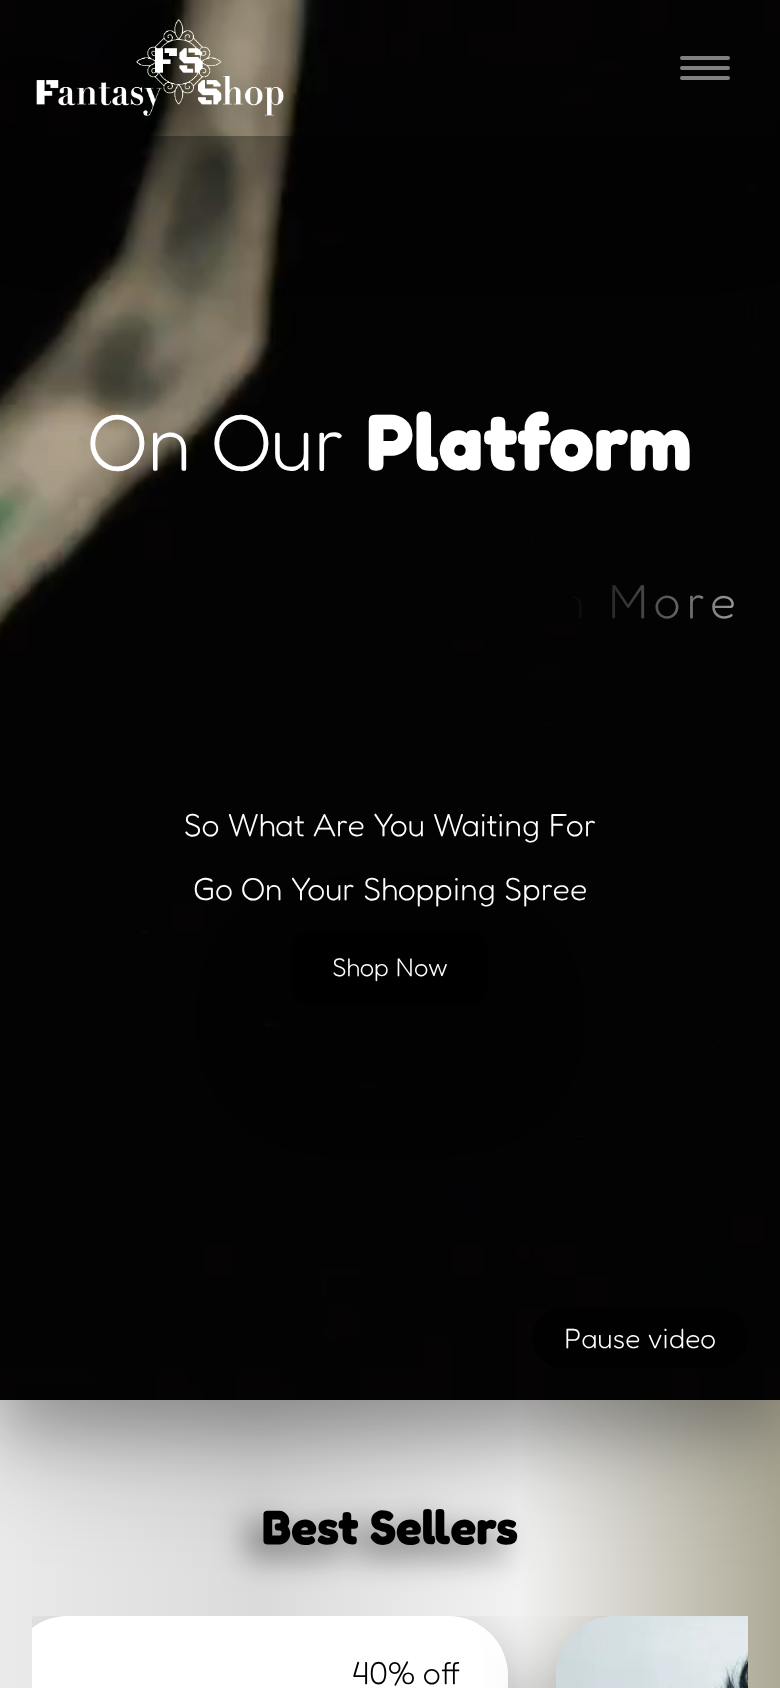 FS
Fantasy Shop
On Our Platform
More
So What Are You Waiting For
Go On Your Shopping Spree
Shop Now
Pause video
Best Sellers
40% off